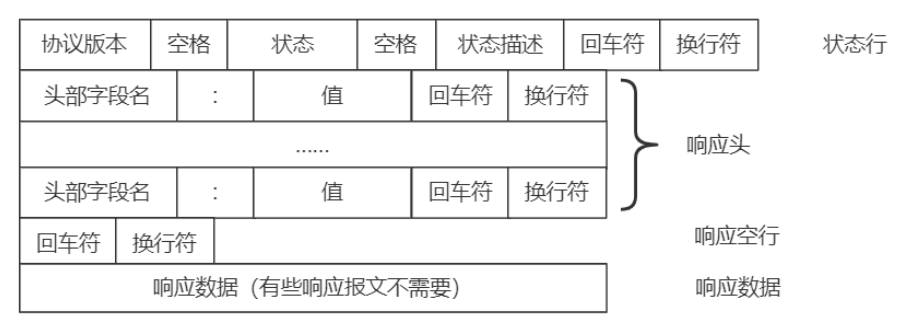 协议版本 空格 状态 空格 状态描述 回车符 换行符 状态行
头部字段名 : 值 回车符 换行符
...... 响应头
头部字段名 : 值 回车符 换行符
回车符 换行符 响应空行
响应数据（有些响应报文不需要） 响应数据